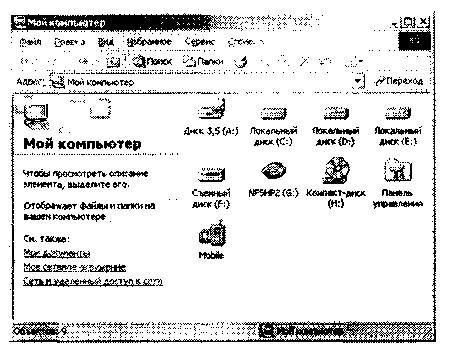 Мой компьютер
Файл Правка Вид Избранное Сервис
Поиск Папки
Адрес: Мой компьютер Переход
Диск 3,5 (A:) Локальный диск (C:) Локальный диск (D:) Локальный диск (E:)
Мой компьютер
Чтобы просмотреть описание
элемента, выделите его.
Съемный диск (F:) NFSHP2 (G:) Компакт-диск (H:) Панель управления
Отображает файлы и папки на
вашем компьютере
См. также:
Мои документы
Mobile
Мое сетевое окружение
Сеть и удаленный доступ к сети
Мой компьютер